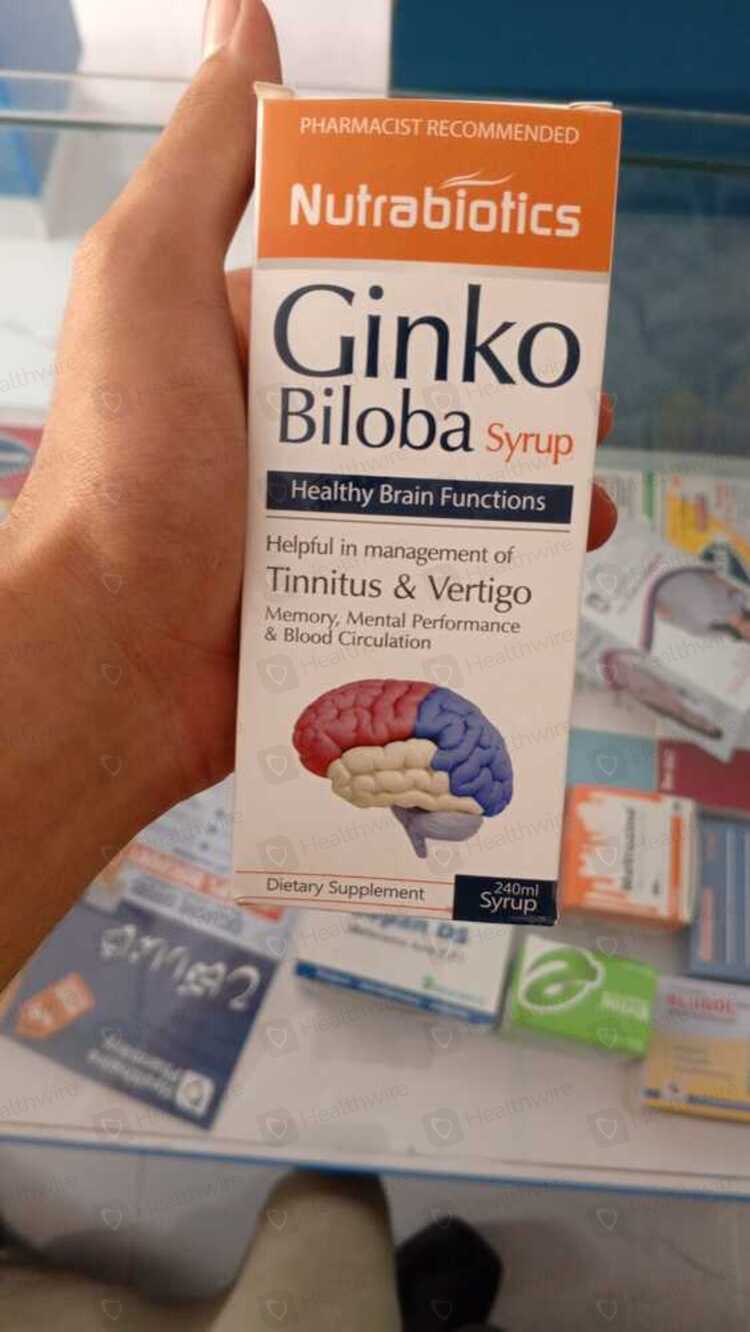 PHARMACIST RECOMMENDED
Nutrabiotics
Ginko
Biloba Syrup
Healthy Brain Functions
Helpful in management of
Tinnitus & Vertigo
Memory, Mental Performance
& Blood Circulation
Dietary Supplement
240ml
Syrup
Healthwire